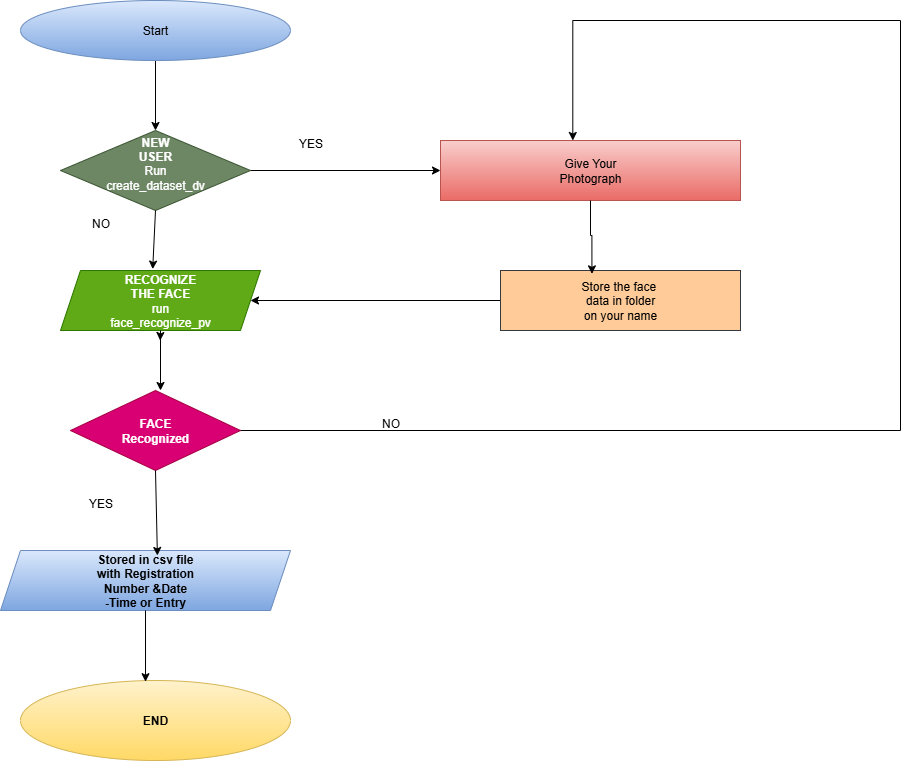 Start
NEW
USER
Run
create_dataset_dv
YES
Give Your
Photograph
NO
RECOGNIZE
THE FACE
run
face_recognize_pv
Store the face
data in folder
on your name
FACE
Recognized
NO
YES
Stored in csv file
with Registration
Number &Date
-Time or Entry
END